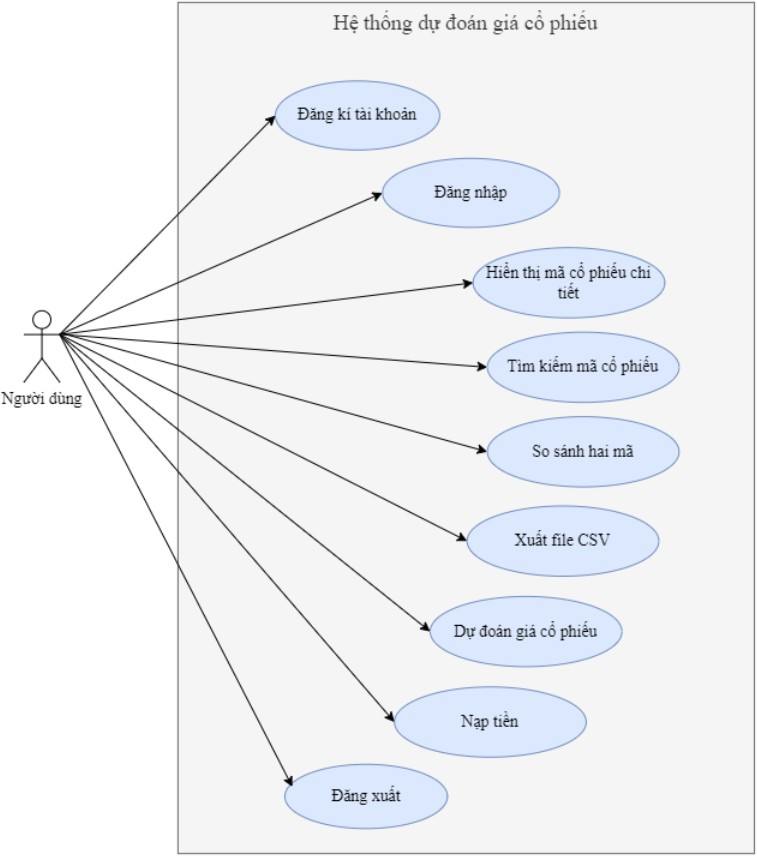 Hệ thống dự đoán giá cổ phiếu
Đăng kí tài khoản
Đăng nhập
Hiển thị mã cổ phiếu chi
tiết
Tìm kiếm mã cổ phiếu
So sánh hai mã
Xuất file CSV
Dự đoán giá cổ phiếu
Nạp tiền
Đăng xuất
Người dùng